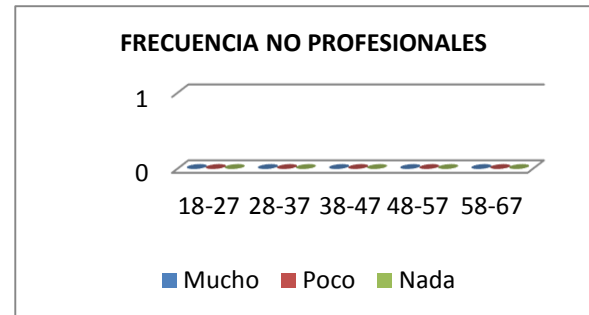 FRECUENCIA NO PROFESIONALES
1
0
18-27 28-37 38-47 48-57 58-67
Mucho Poco Nada